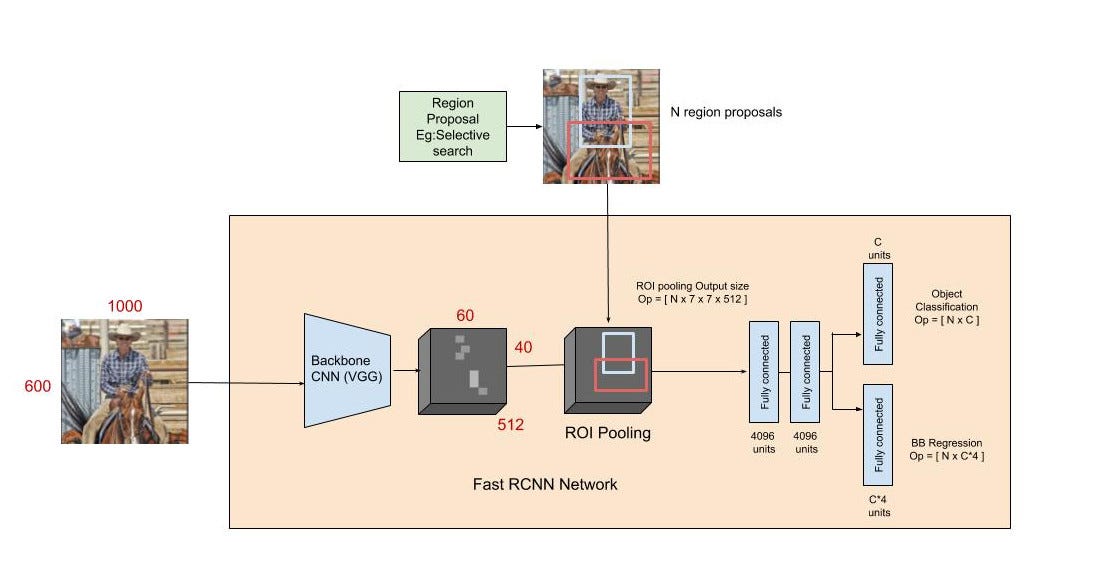 Region
Proposal
Eg:Selective
search
N region proposals
1000
600
Backbone
CNN (VGG)
60
40
512
ROI pooling Output size
Op = [ N x 7 x 7 x 512 ]
ROI Pooling
Fully connected
4096
units
Fully connected
4096
units
C
units
Fully connected
Object
Classification
Op = [ N x C ]
Fully connected
C*4
units
BB Regression
Op = [ N x C*4 ]
Fast RCNN Network